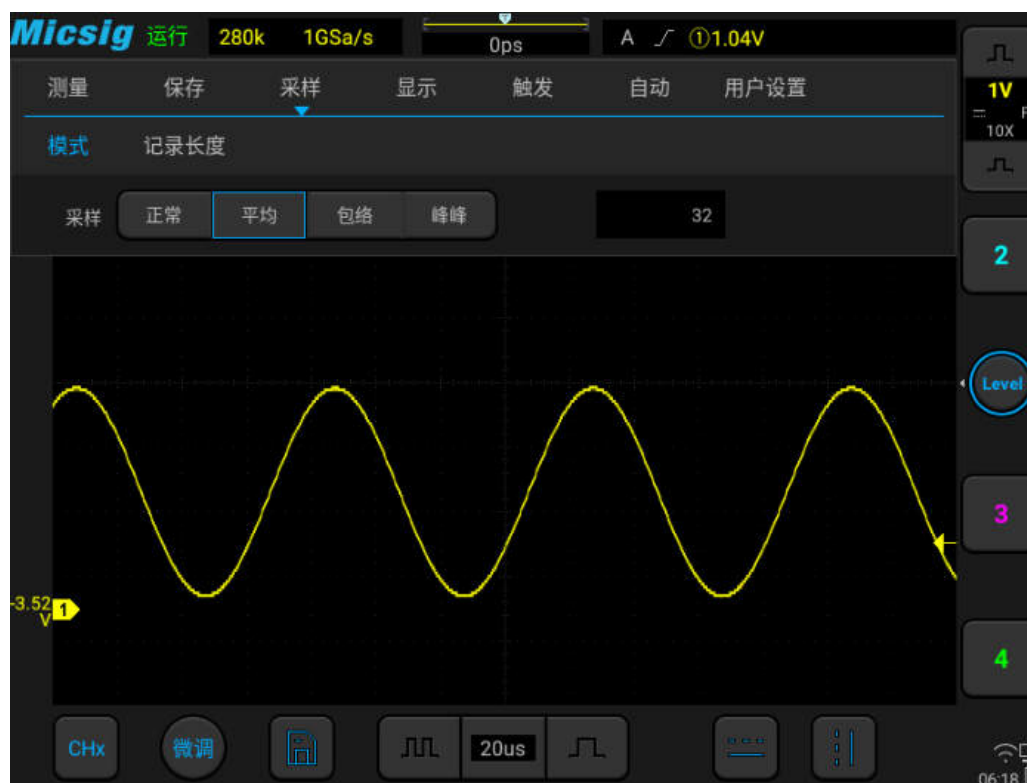 Micsig 运行 280k 1GSa/s 0ps A ①1.04V
测量 保存 采样 显示 触发 自动 用户设置
1V
10X
模式 记录长度
采样 正常 平均 包络 峰峰 32
2
Level
3
-3.52 V 1
4
CHx 微调 20us
06:18